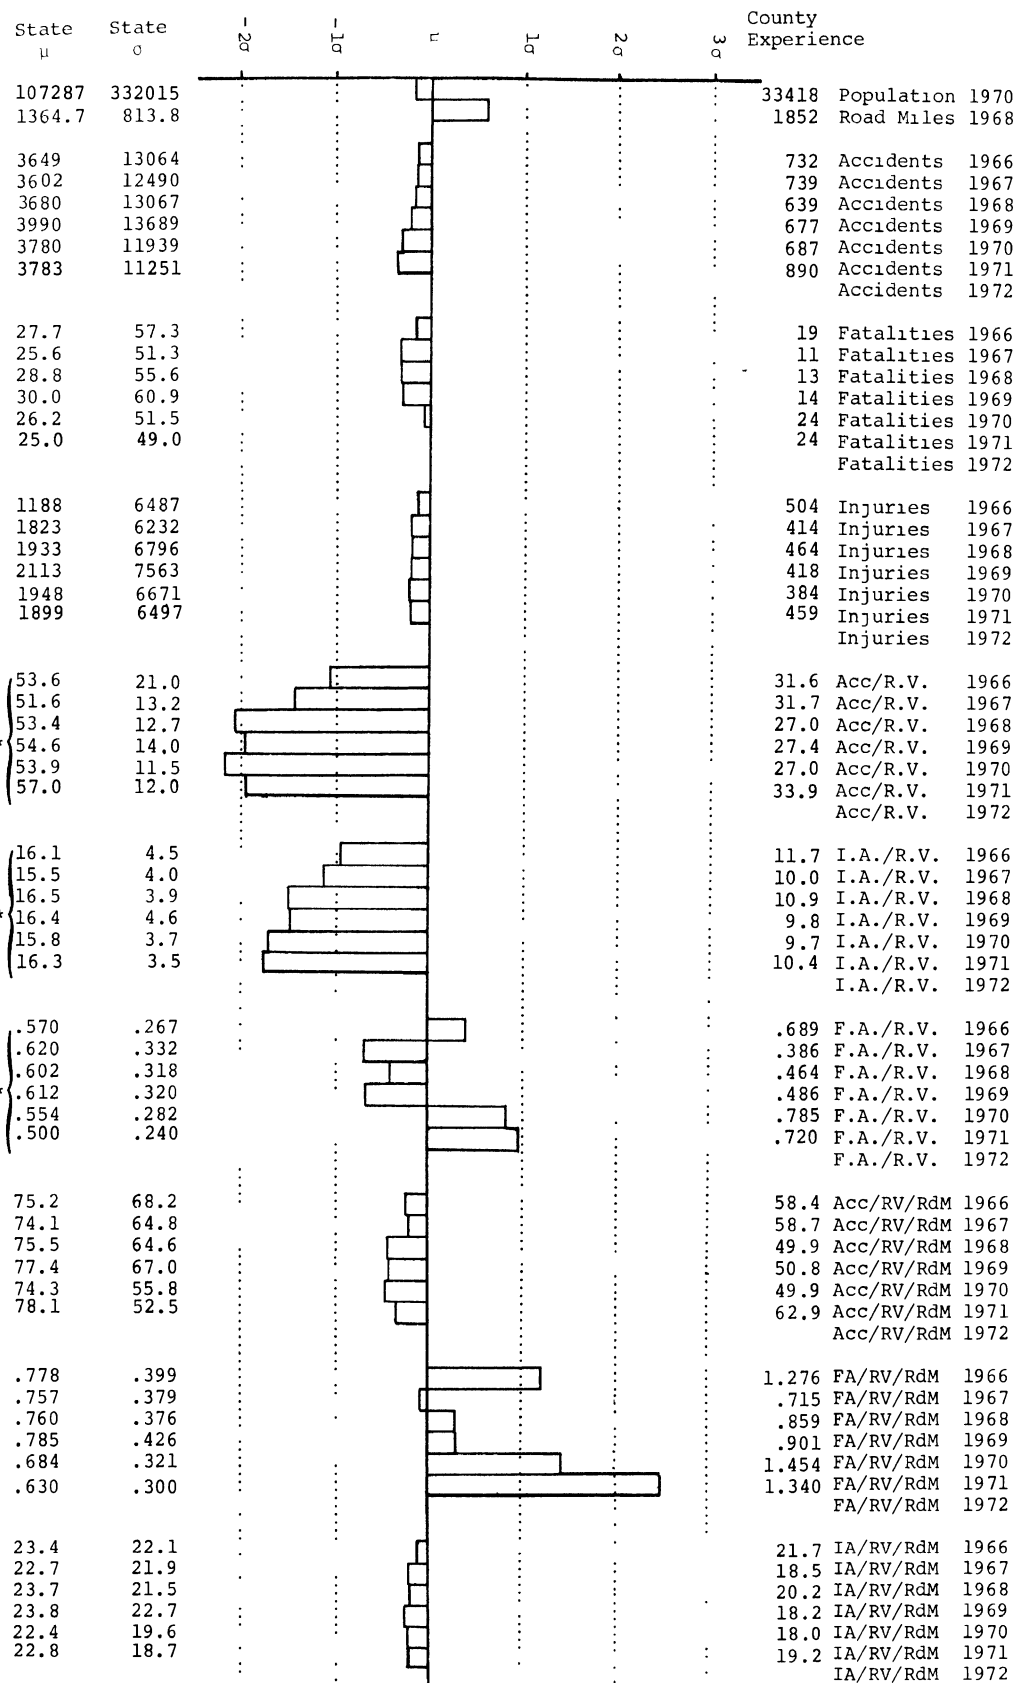 State State -2σ -1σ μ 1σ 2σ 3σ County
μ σ Experience
107287 332015 33418 Population 1970
1364.7 813.8 1852 Road Miles 1968
3649 13064 732 Accidents 1966
3602 12490 739 Accidents 1967
3680 13067 639 Accidents 1968
3990 13689 677 Accidents 1969
3780 11939 687 Accidents 1970
3783 11251 890 Accidents 1971
Accidents 1972
27.7 57.3 19 Fatalities 1966
25.6 51.3 11 Fatalities 1967
28.8 55.6 13 Fatalities 1968
30.0 60.9 14 Fatalities 1969
26.2 51.5 24 Fatalities 1970
25.0 49.0 24 Fatalities 1971
Fatalities 1972
1188 6487 504 Injuries 1966
1823 6232 414 Injuries 1967
1933 6796 464 Injuries 1968
2113 7563 418 Injuries 1969
1948 6671 384 Injuries 1970
1899 6497 459 Injuries 1971
Injuries 1972
53.6 21.0 31.6 Acc/R.V. 1966
51.6 13.2 31.7 Acc/R.V. 1967
53.4 12.7 27.0 Acc/R.V. 1968
54.6 14.0 27.4 Acc/R.V. 1969
53.9 11.5 27.0 Acc/R.V. 1970
57.0 12.0 33.9 Acc/R.V. 1971
Acc/R.V. 1972
16.1 4.5 11.7 I.A./R.V. 1966
15.5 4.0 10.0 I.A./R.V. 1967
16.5 3.9 10.9 I.A./R.V. 1968
16.4 4.6 9.8 I.A./R.V. 1969
15.8 3.7 9.7 I.A./R.V. 1970
16.3 3.5 10.4 I.A./R.V. 1971
I.A./R.V. 1972
.570 .267 .689 F.A./R.V. 1966
.620 .332 .386 F.A./R.V. 1967
.602 .318 .464 F.A./R.V. 1968
.612 .320 .486 F.A./R.V. 1969
.554 .282 .785 F.A./R.V. 1970
.500 .240 .720 F.A./R.V. 1971
F.A./R.V. 1972
75.2 68.2 58.4 Acc/RV/RdM 1966
74.1 64.8 58.7 Acc/RV/RdM 1967
75.5 64.6 49.9 Acc/RV/RdM 1968
77.4 67.0 50.8 Acc/RV/RdM 1969
74.3 55.8 49.9 Acc/RV/RdM 1970
78.1 52.5 62.9 Acc/RV/RdM 1971
Acc/RV/RdM 1972
.778 .399 1.276 FA/RV/RdM 1966
.757 .379 .715 FA/RV/RdM 1967
.760 .376 .859 FA/RV/RdM 1968
.785 .426 .901 FA/RV/RdM 1969
.684 .321 1.454 FA/RV/RdM 1970
.630 .300 1.340 FA/RV/RdM 1971
FA/RV/RdM 1972
23.4 22.1 21.7 IA/RV/RdM 1966
22.7 21.9 18.5 IA/RV/RdM 1967
23.7 21.5 20.2 IA/RV/RdM 1968
23.8 22.7 18.2 IA/RV/RdM 1969
22.4 19.6 18.0 IA/RV/RdM 1970
22.8 18.7 19.2 IA/RV/RdM 1971
IA/RV/RdM 1972